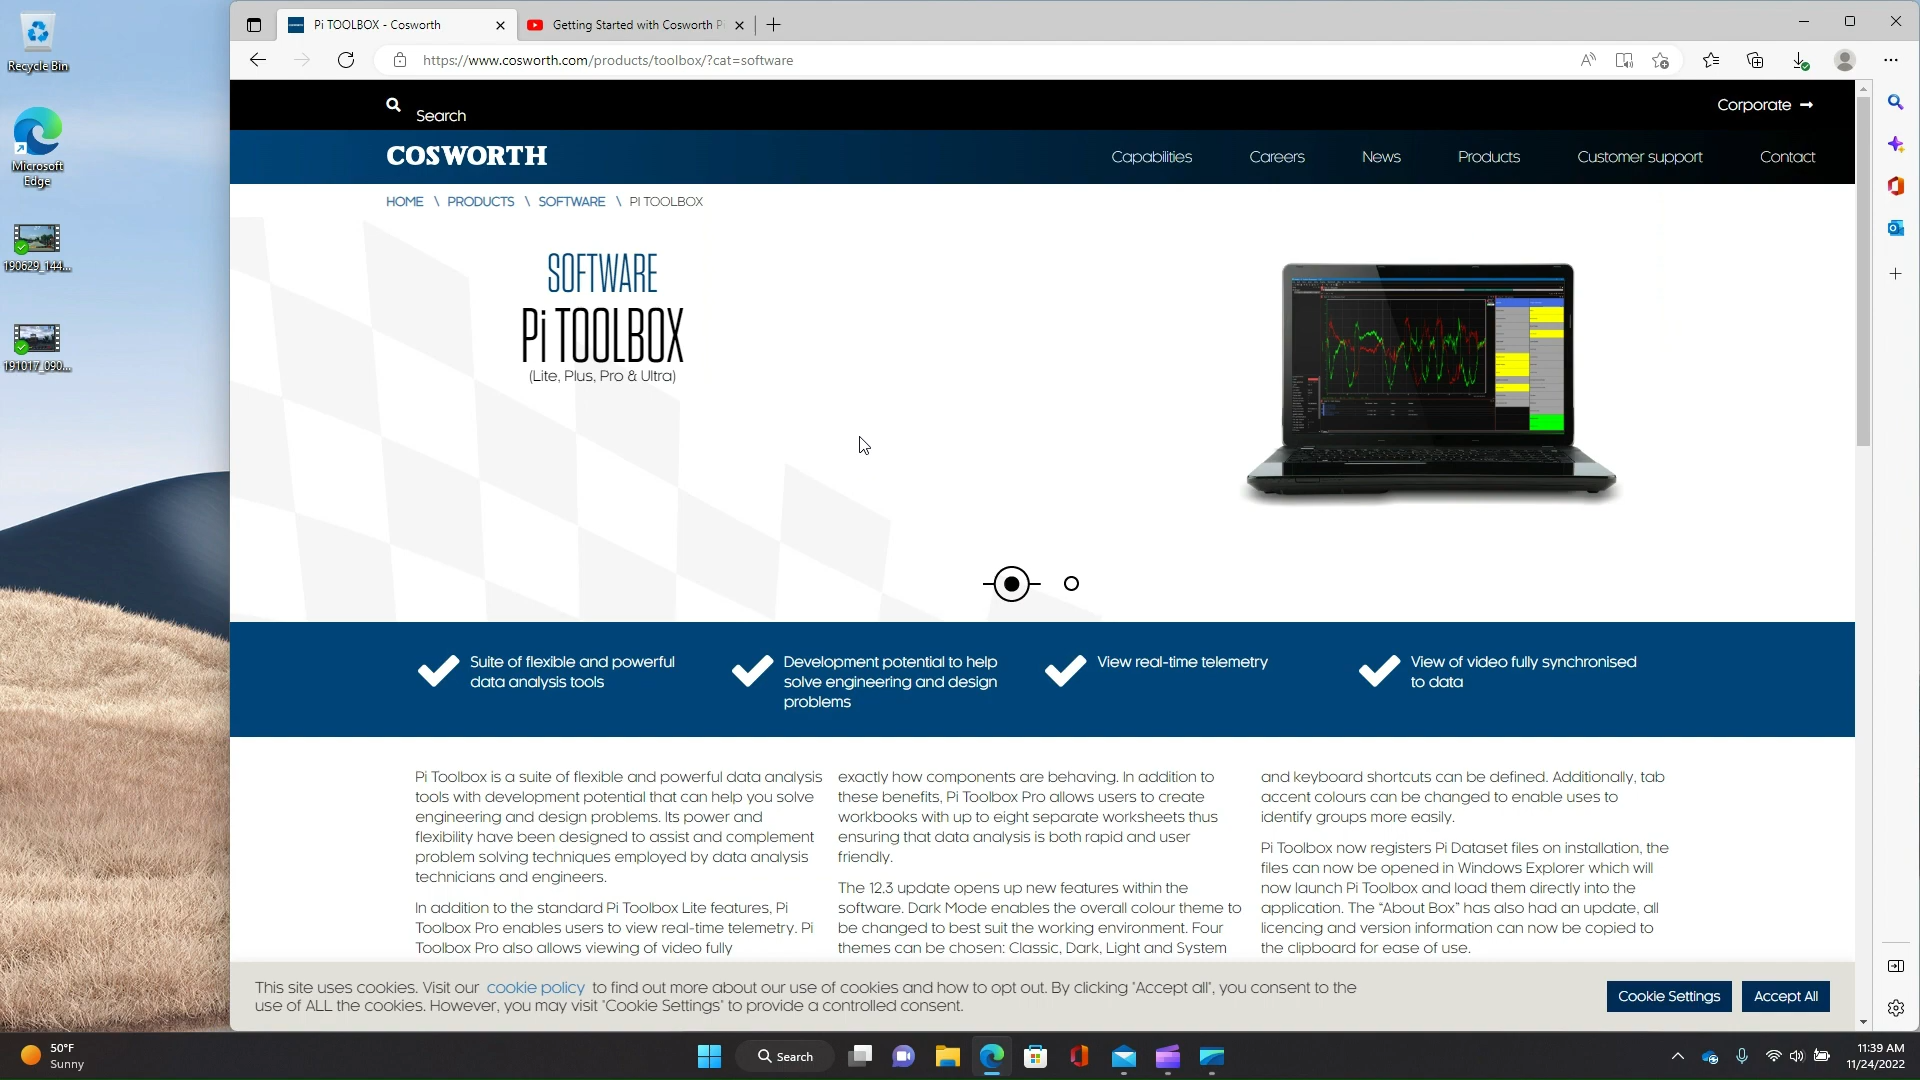 Pi TOOLBOX - Cosworth
Getting Started with Cosworth Pi
https://www.cosworth.com/products/toolbox/?cat=software
Recycle Bin
Microsoft
Edge
190629_144...
191017_090...
Search
Corporate
COSWORTH
Capabilities
Careers
News
Products
Customer support
Contact
HOME \ PRODUCTS \ SOFTWARE \ PI TOOLBOX
SOFTWARE
Pi TOOLBOX
(Lite, Plus, Pro & Ultra)
Suite of flexible and powerful
data analysis tools
Development potential to help
solve engineering and design
problems
View real-time telemetry
View of video fully synchronised
to data
Pi Toolbox is a suite of flexible and powerful data analysis
tools with development potential that can help you solve
engineering and design problems. Its power and
flexibility have been designed to assist and complement
problem solving techniques employed by data analysis
technicians and engineers.
In addition to the standard Pi Toolbox Lite features, Pi
Toolbox Pro enables users to view real-time telemetry. Pi
Toolbox Pro also allows viewing of video fully
exactly how components are behaving. In addition to
these benefits, Pi Toolbox Pro allows users to create
workbooks with up to eight separate worksheets thus
ensuring that data analysis is both rapid and user
friendly.
The 12.3 update opens up new features within the
software. Dark Mode enables the overall colour theme to
be changed to best suit the working environment. Four
themes can be chosen: Classic, Dark, Light and System
and keyboard shortcuts can be defined. Additionally, tab
accent colours can be changed to enable uses to
identify groups more easily.
Pi Toolbox now registers Pi Dataset files on installation, the
files can now be opened in Windows Explorer which will
now launch Pi Toolbox and load them directly into the
application. The “About Box” has also had an update, all
licencing and version information can now be copied to
the clipboard for ease of use.
This site uses cookies. Visit our cookie policy to find out more about our use of cookies and how to opt out. By clicking "Accept all", you consent to the
use of ALL the cookies. However, you may visit "Cookie Settings" to provide a controlled consent.
Cookie Settings
Accept All
50°F
Sunny
Search
11:39 AM
11/24/2022